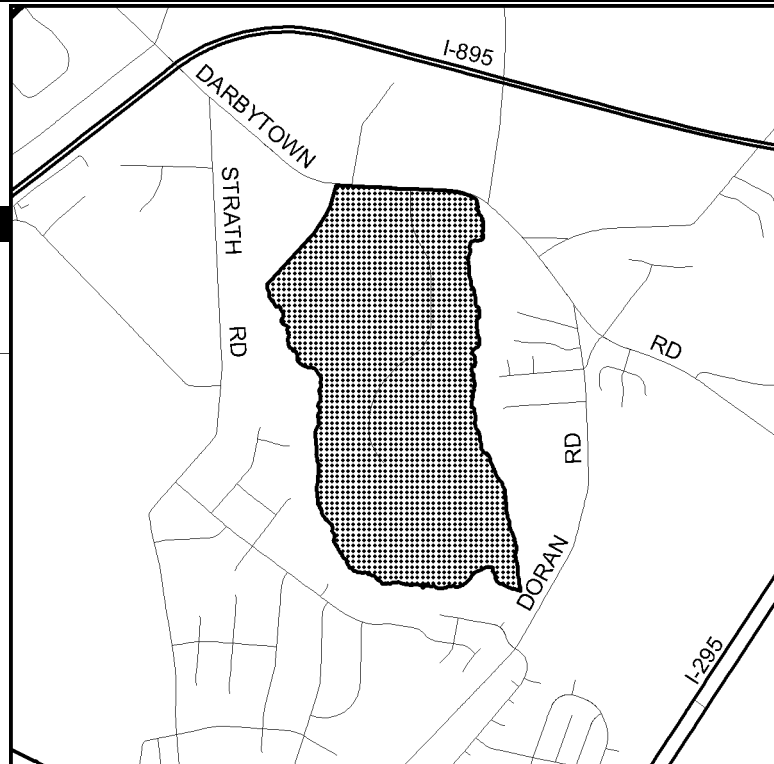 I-895
DARBYTOWN
STRATH
RD
RD
RD
DORAN
I-295